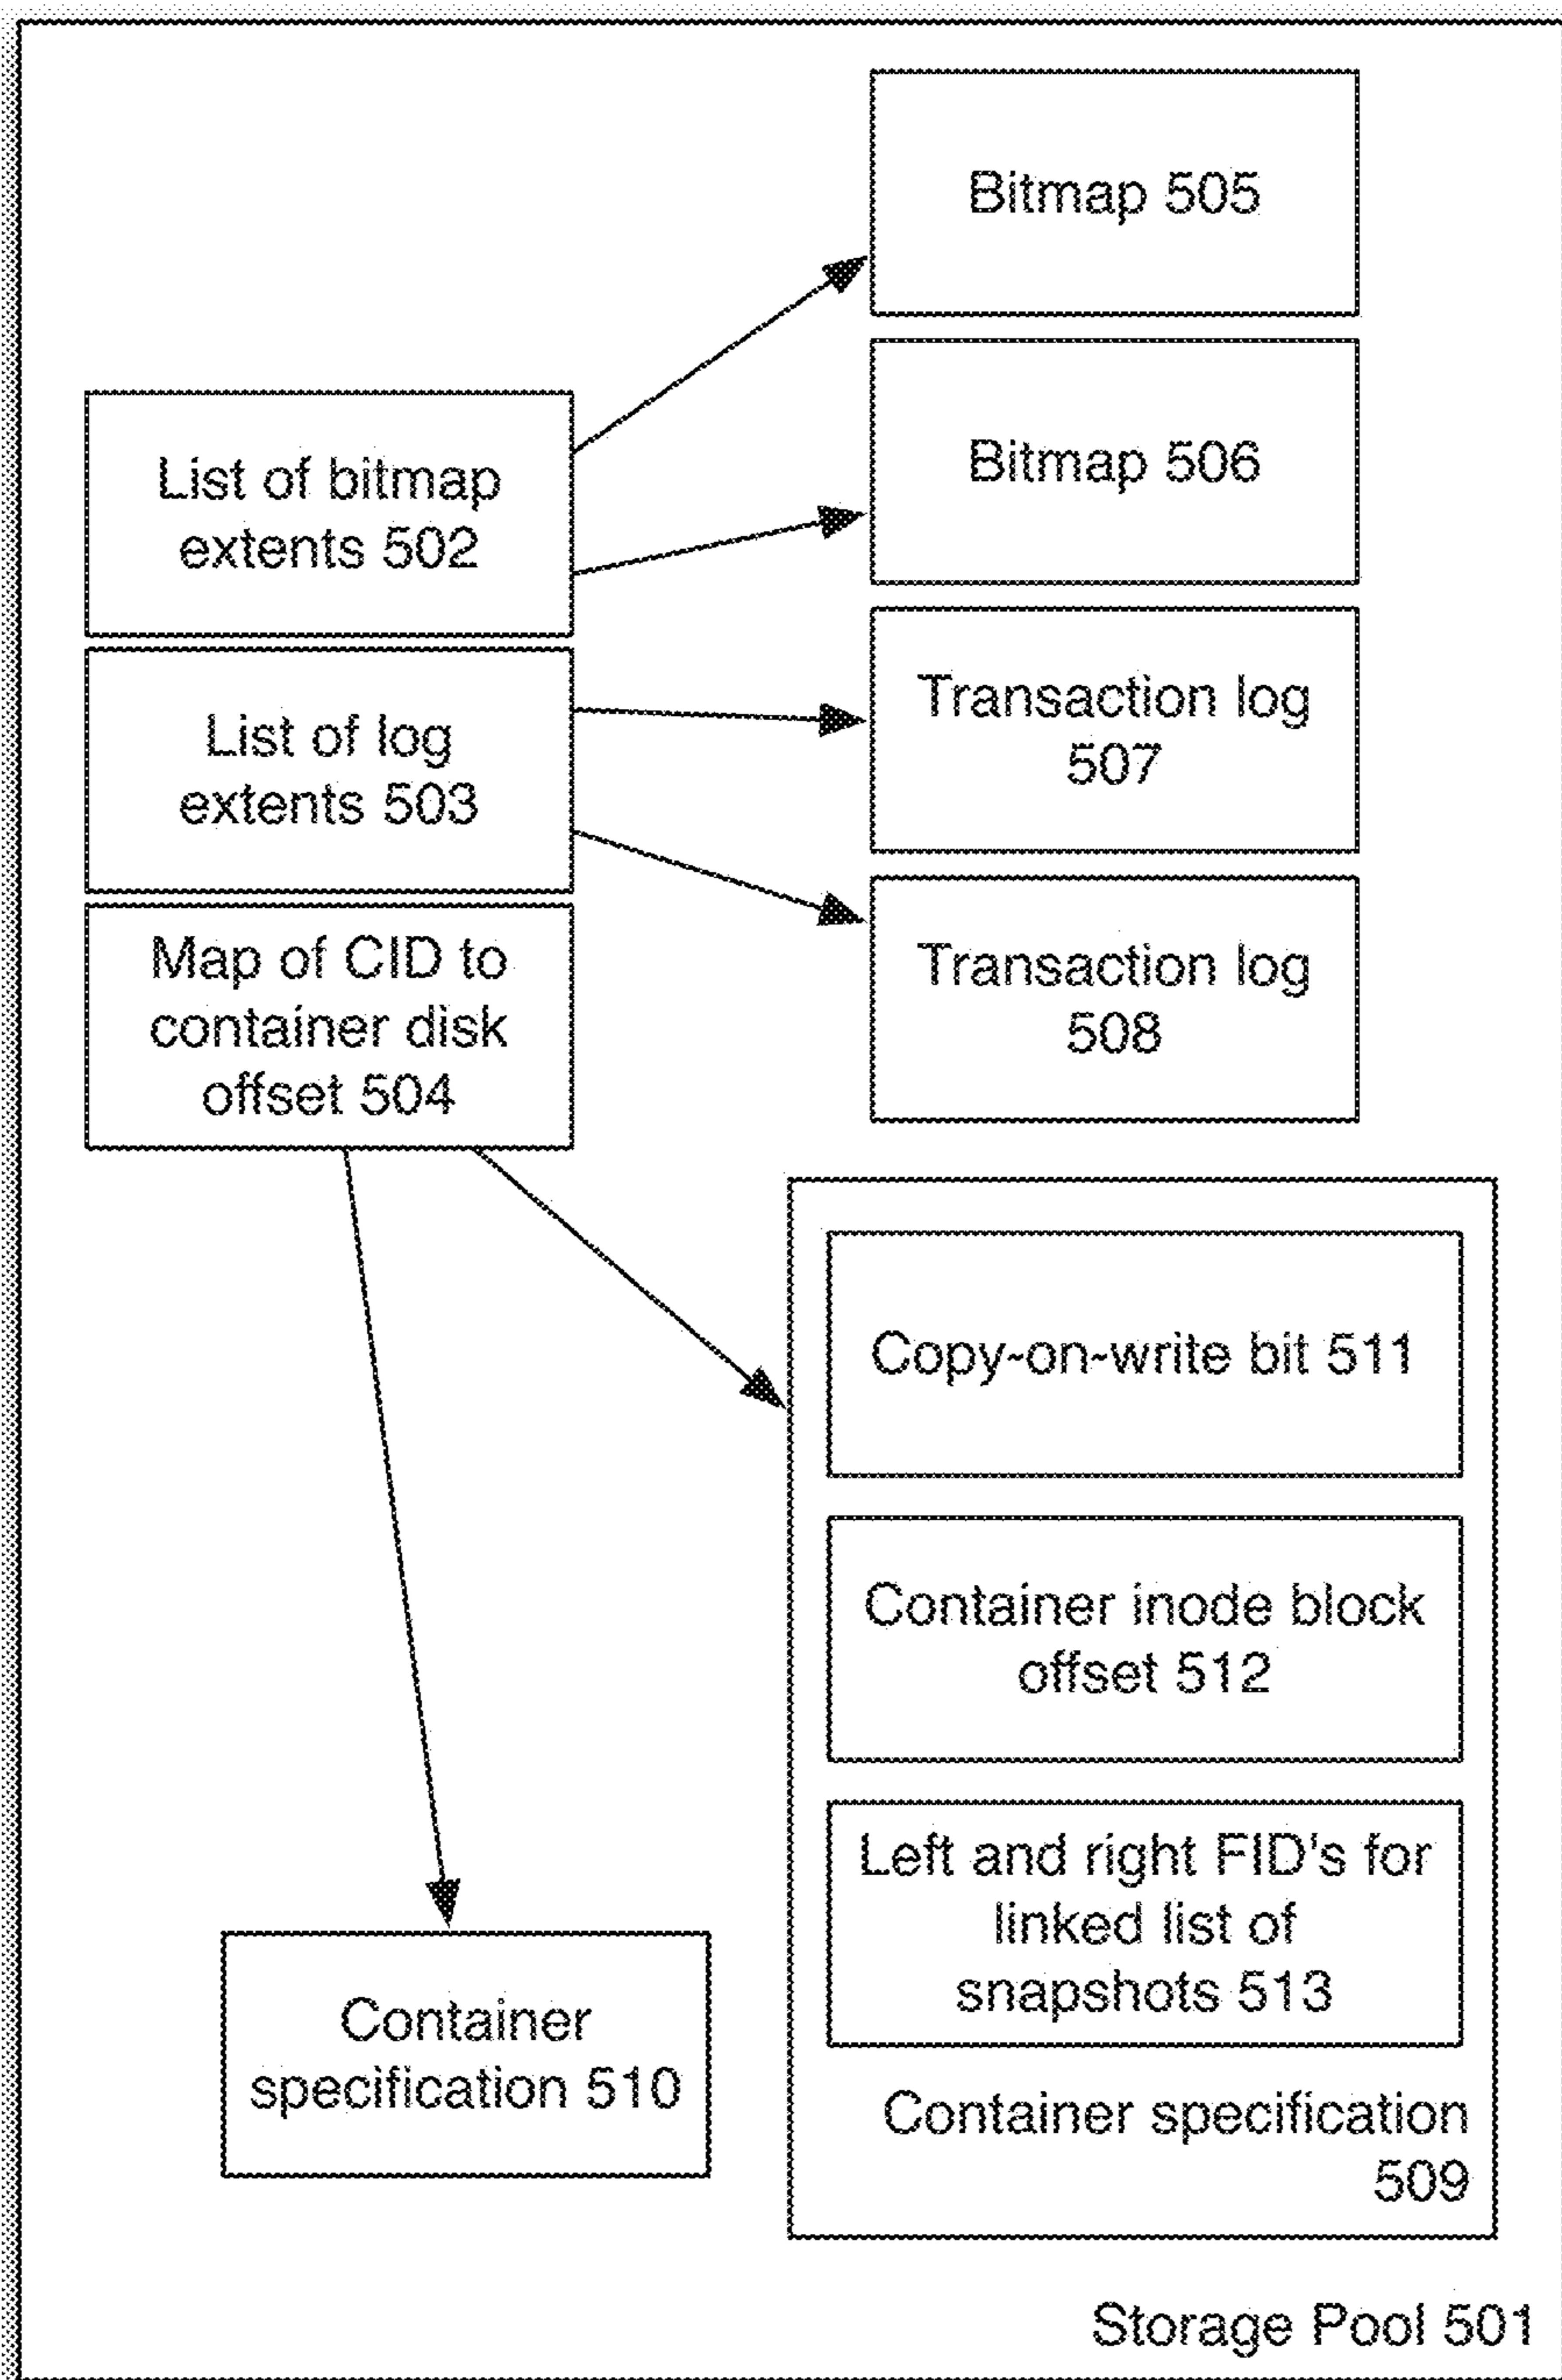 Bitmap 505
Bitmap 506
List of bitmap
extents 502
Transaction log
507
List of log
extents 503
Transaction log
508
Map of CID to
container disk
offset 504
Copy-on-write bit 511
Container inode block
offset 512
Left and right FID's for
linked list of
snapshots 513
Container
specification 510
Container specification
509
Storage Pool 501